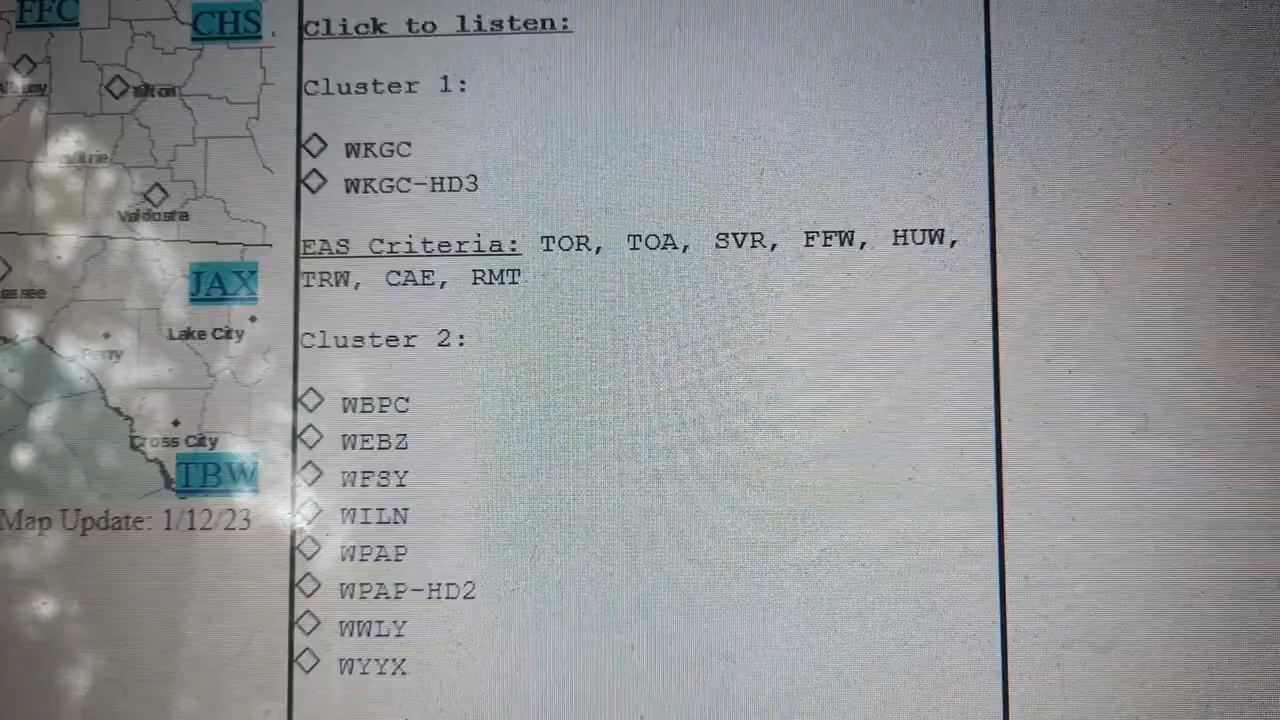 FFC
CHS
Valdosta
JAX
Lake City
Perry
Cross City
TBW
Map Update: 1/12/23
Click to listen:
Cluster 1:
WKGC
WKGC-HD3
EAS Criteria: TOR, TOA, SVR, FFW, HUW,
TRW, CAE, RMT
Cluster 2:
WBPC
WEBZ
WFSY
WILN
WPAP
WPAP-HD2
WWLY
WYYX